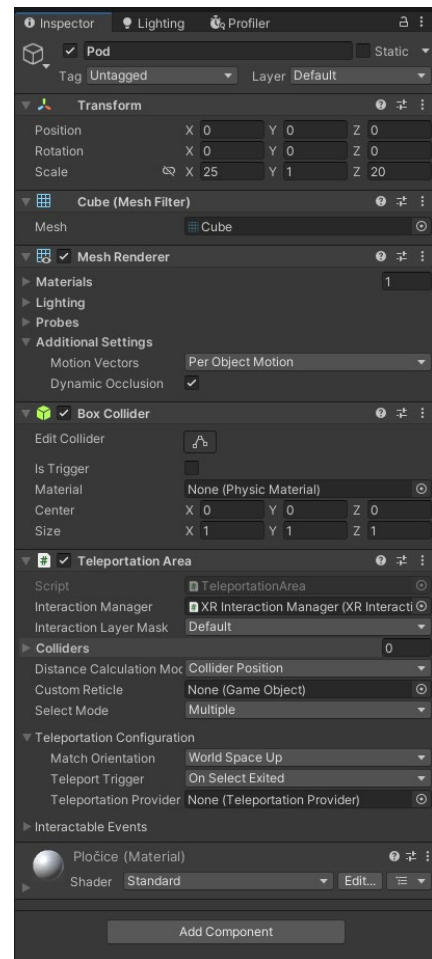 Inspector Lighting Profiler
Pod Static
Tag Untagged Layer Default
Transform
Position X 0 Y 0 Z 0
Rotation X 0 Y 0 Z 0
Scale X 25 Y 1 Z 20
Cube (Mesh Filter)
Mesh Cube
Mesh Renderer
Materials 1
Lighting
Probes
Additional Settings
Motion Vectors Per Object Motion
Dynamic Occlusion
Box Collider
Edit Collider
Is Trigger
Material None (Physic Material)
Center X 0 Y 0 Z 0
Size X 1 Y 1 Z 1
# Teleportation Area
Script # TeleportationArea
Interaction Manager # XR Interaction Manager (XR Interacti
Interaction Layer Mask Default
Colliders 0
Distance Calculation Moc Collider Position
Custom Reticle None (Game Object)
Select Mode Multiple
Teleportation Configuration
Match Orientation World Space Up
Teleport Trigger On Select Exited
Teleportation Provider None (Teleportation Provider)
Interactable Events
Pločice (Material)
Shader Standard Edit...
Add Component